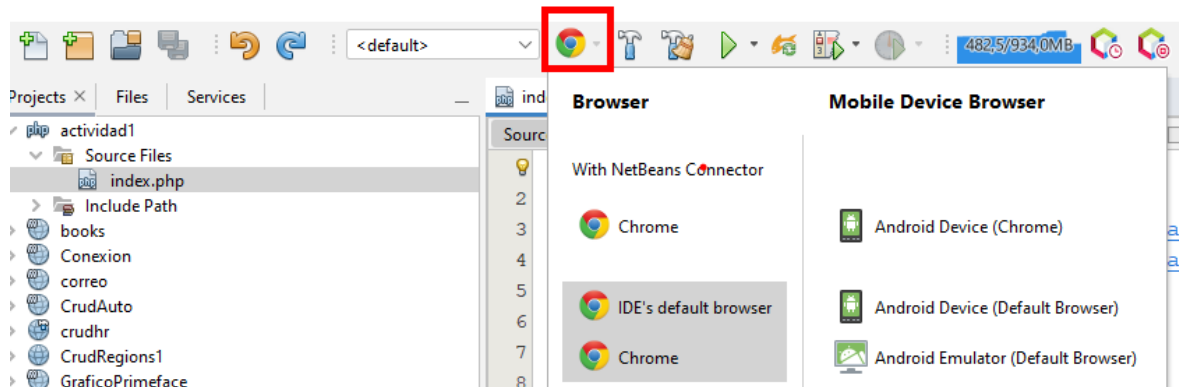 <default>
482,5/934,0MB
Projects Files Services
actividad1
Source Files
index.php
Include Path
books
Conexion
correo
CrudAuto
crudhr
CrudRegions1
GraficoPrimeface
ind
Sourc
2
3
4
5
6
7
8
Browser
With NetBeans Connector
Chrome
IDE's default browser
Chrome
Mobile Device Browser
Android Device (Chrome)
Android Device (Default Browser)
Android Emulator (Default Browser)
a
a